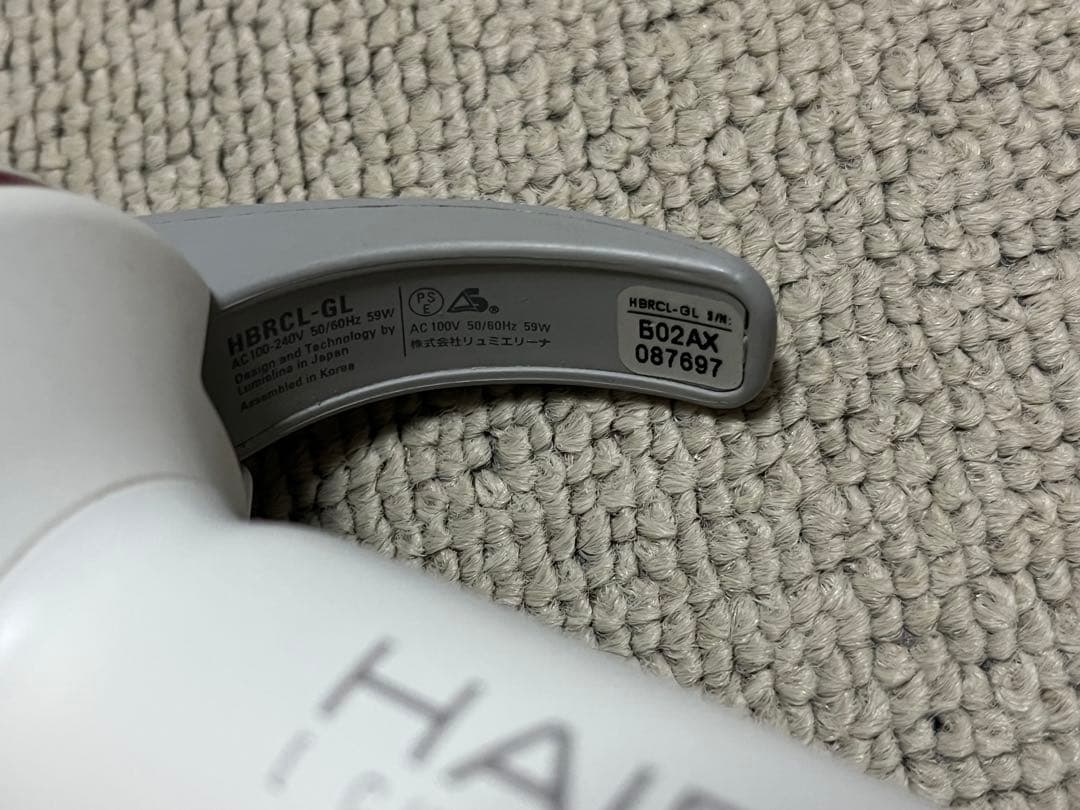 HBRCL-GL
AC100-240V 50/60Hz 59W
Design and Technology by
Lumielina in Japan
Assembled in Korea
PS
E
AC 100V 50/60Hz 59W
株式会社リュミエリーナ
HBRCL-GL S/N:
B02AX
087697
HAIR